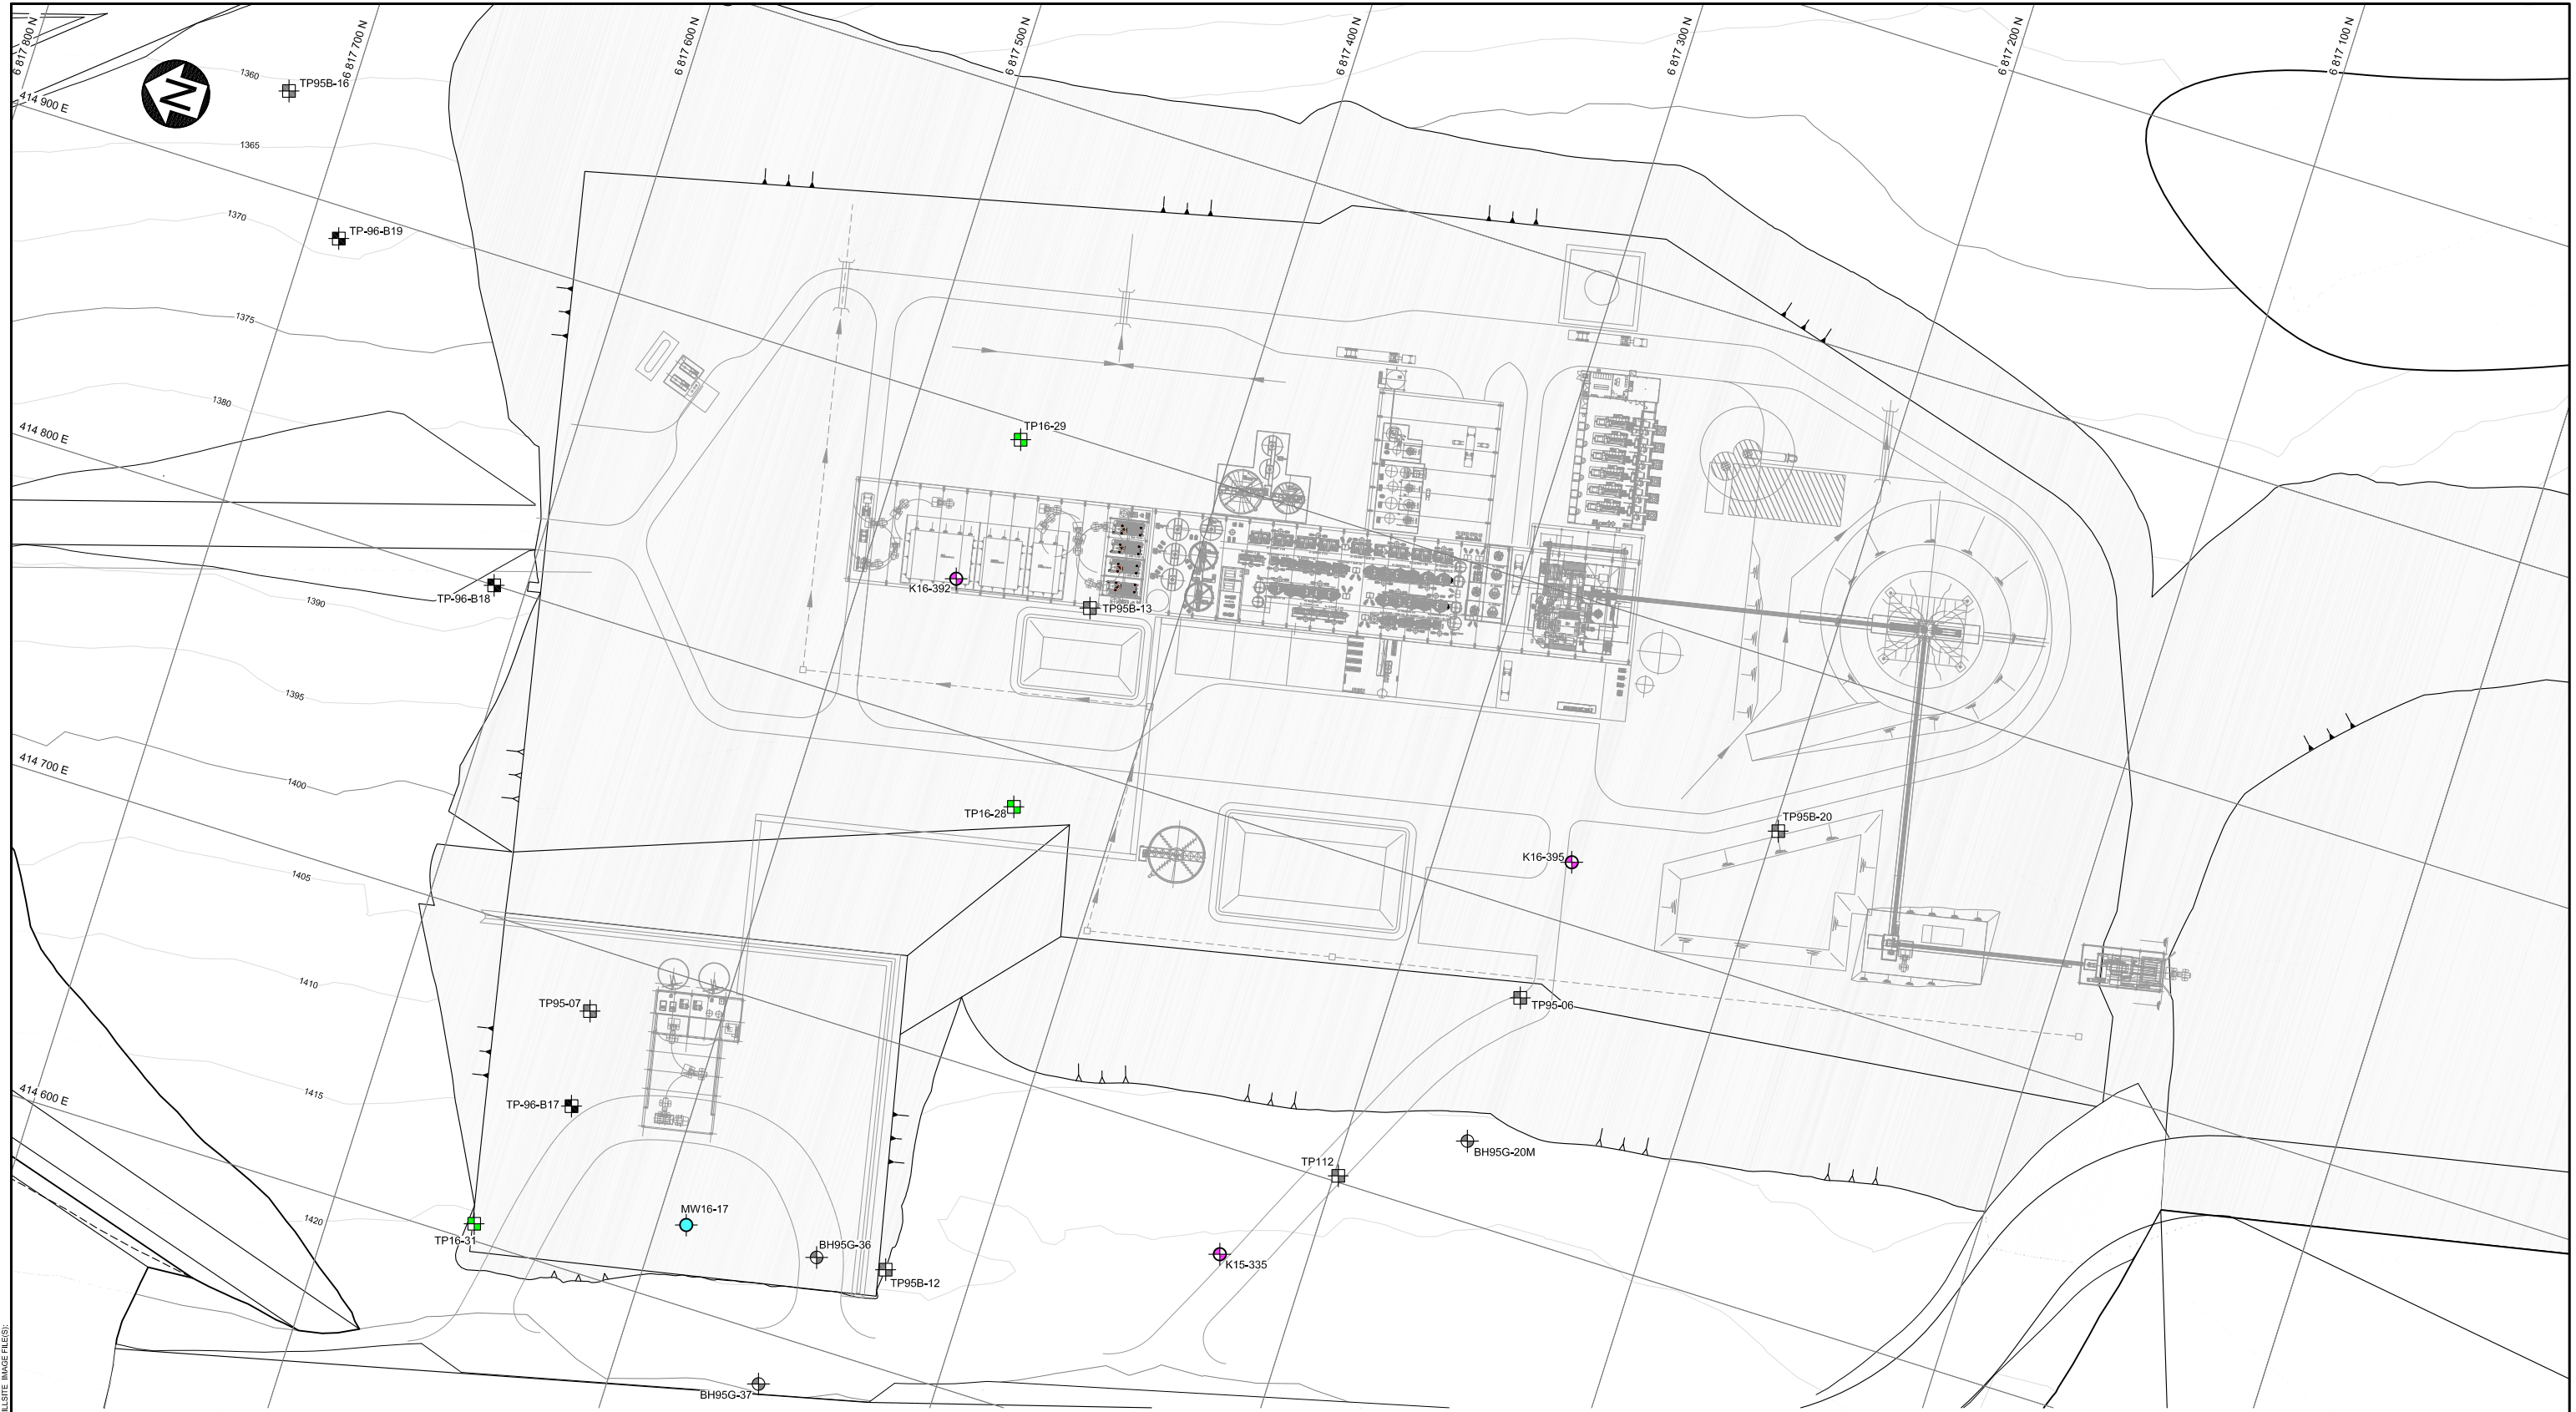 6 817 800 N
6 817 700 N
6 817 600 N
6 817 500 N
6 817 400 N
6 817 300 N
6 817 200 N
6 817 100 N
1360
TP95B-16
N
414 900 E
1365
1370
TP-96-B19
1375
1380
414 800 E
TP16-29
K16-392
TP-96-B18
TP95B-13
1390
1395
414 700 E
1400
TP16-28
TP95B-20
K16-395
1405
1410
TP95-07
TP95-06
1415
414 600 E
TP-96-B17
BH95G-20M
TP112
MW16-17
1420
TP16-31
BH95G-36
K15-335
TP95B-12
BH95G-37
IMAGE FILE(S):